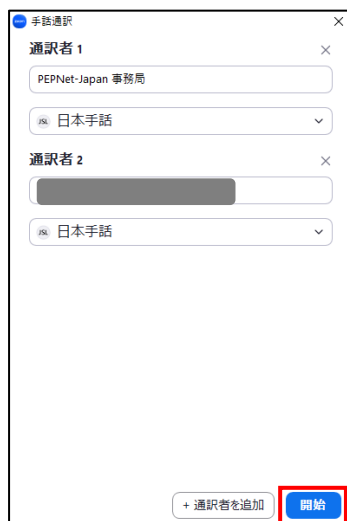 手話通訳
通訳者 1
PEPNet-Japan 事務局
JSL 日本手話
通訳者 2
JSL 日本手話
+ 通訳者を追加
開始